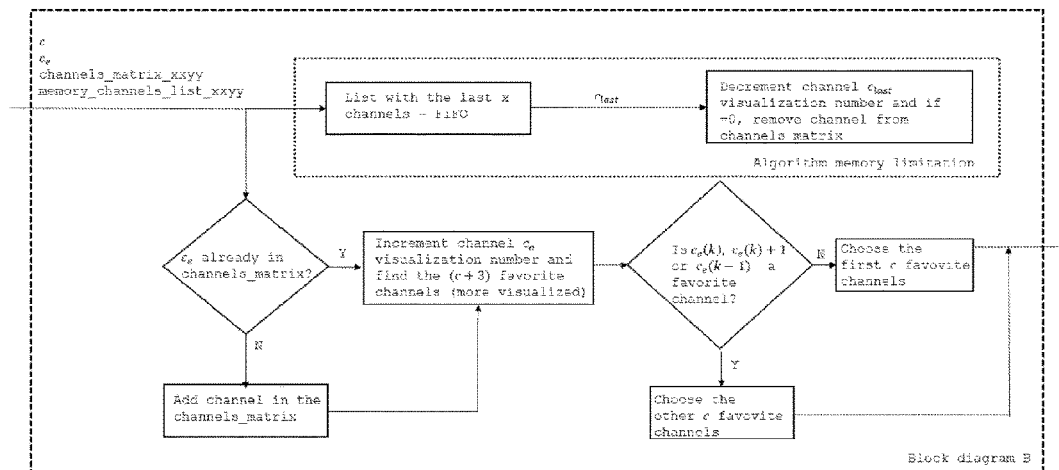 c
c_e
channels_matrix_xxyy
memory_channels_list_xxyy
List with the last x
channels - FIFO
c_last
Decrement channel c_last
visualization number and if
=0, remove channel from
channels matrix
Algorithm memory limitation
c_e already in
channels_matrix?
Y
N
Increment channel c_e
visualization number and
find the (c+3) favorite
channels (more visualized)
Is c_e(k), c_e(k)+1
or c_e(k-1) a
favorite
channel?
N
Y
Choose the
first c favovite
channels
Add channel in the
channels_matrix
Choose the
other c favovite
channels
Block diagram B